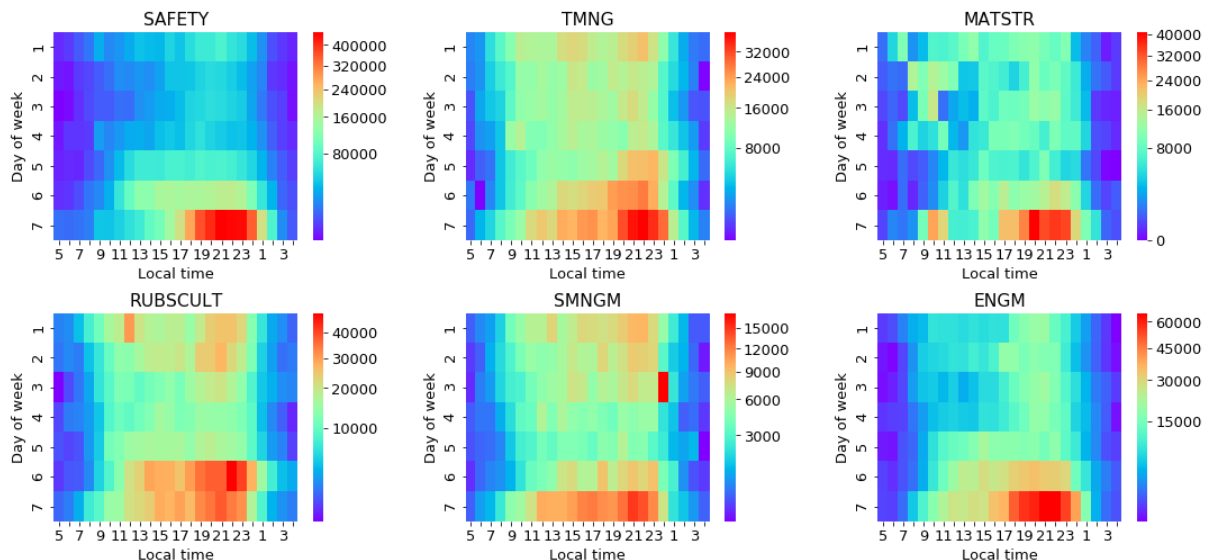 SAFETY
Day of week
1
2
3
4
5
6
7
5 7 9 11 13 15 17 19 21 23 1 3
Local time
400000
320000
240000
160000
80000
TMNG
Day of week
1
2
3
4
5
6
7
5 7 9 11 13 15 17 19 21 23 1 3
Local time
32000
24000
16000
8000
MATSTR
Day of week
1
2
3
4
5
6
7
5 7 9 11 13 15 17 19 21 23 1 3
Local time
40000
32000
24000
16000
8000
0
RUBSCULT
Day of week
1
2
3
4
5
6
7
5 7 9 11 13 15 17 19 21 23 1 3
Local time
40000
30000
20000
10000
SMNGM
Day of week
1
2
3
4
5
6
7
5 7 9 11 13 15 17 19 21 23 1 3
Local time
15000
12000
9000
6000
3000
ENGM
Day of week
1
2
3
4
5
6
7
5 7 9 11 13 15 17 19 21 23 1 3
Local time
60000
45000
30000
15000